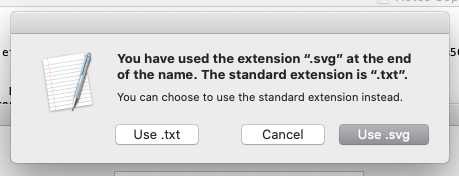 You have used the extension “.svg” at the end
of the name. The standard extension is “.txt”.
You can choose to use the standard extension instead.
Use .txt
Cancel
Use .svg